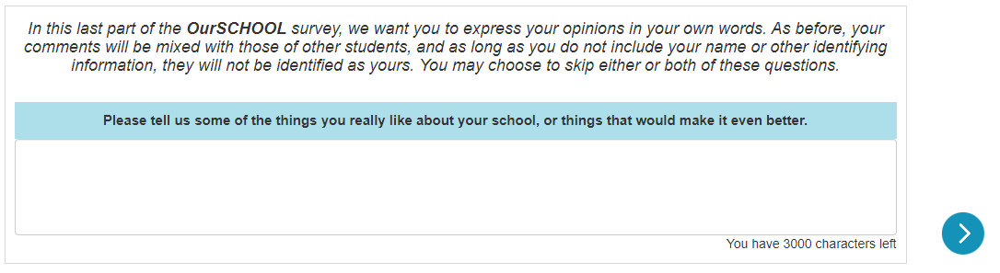 In this last part of the OurSCHOOL survey, we want you to express your opinions in your own words. As before, your
comments will be mixed with those of other students, and as long as you do not include your name or other identifying
information, they will not be identified as yours. You may choose to skip either or both of these questions.
Please tell us some of the things you really like about your school, or things that would make it even better.
You have 3000 characters left